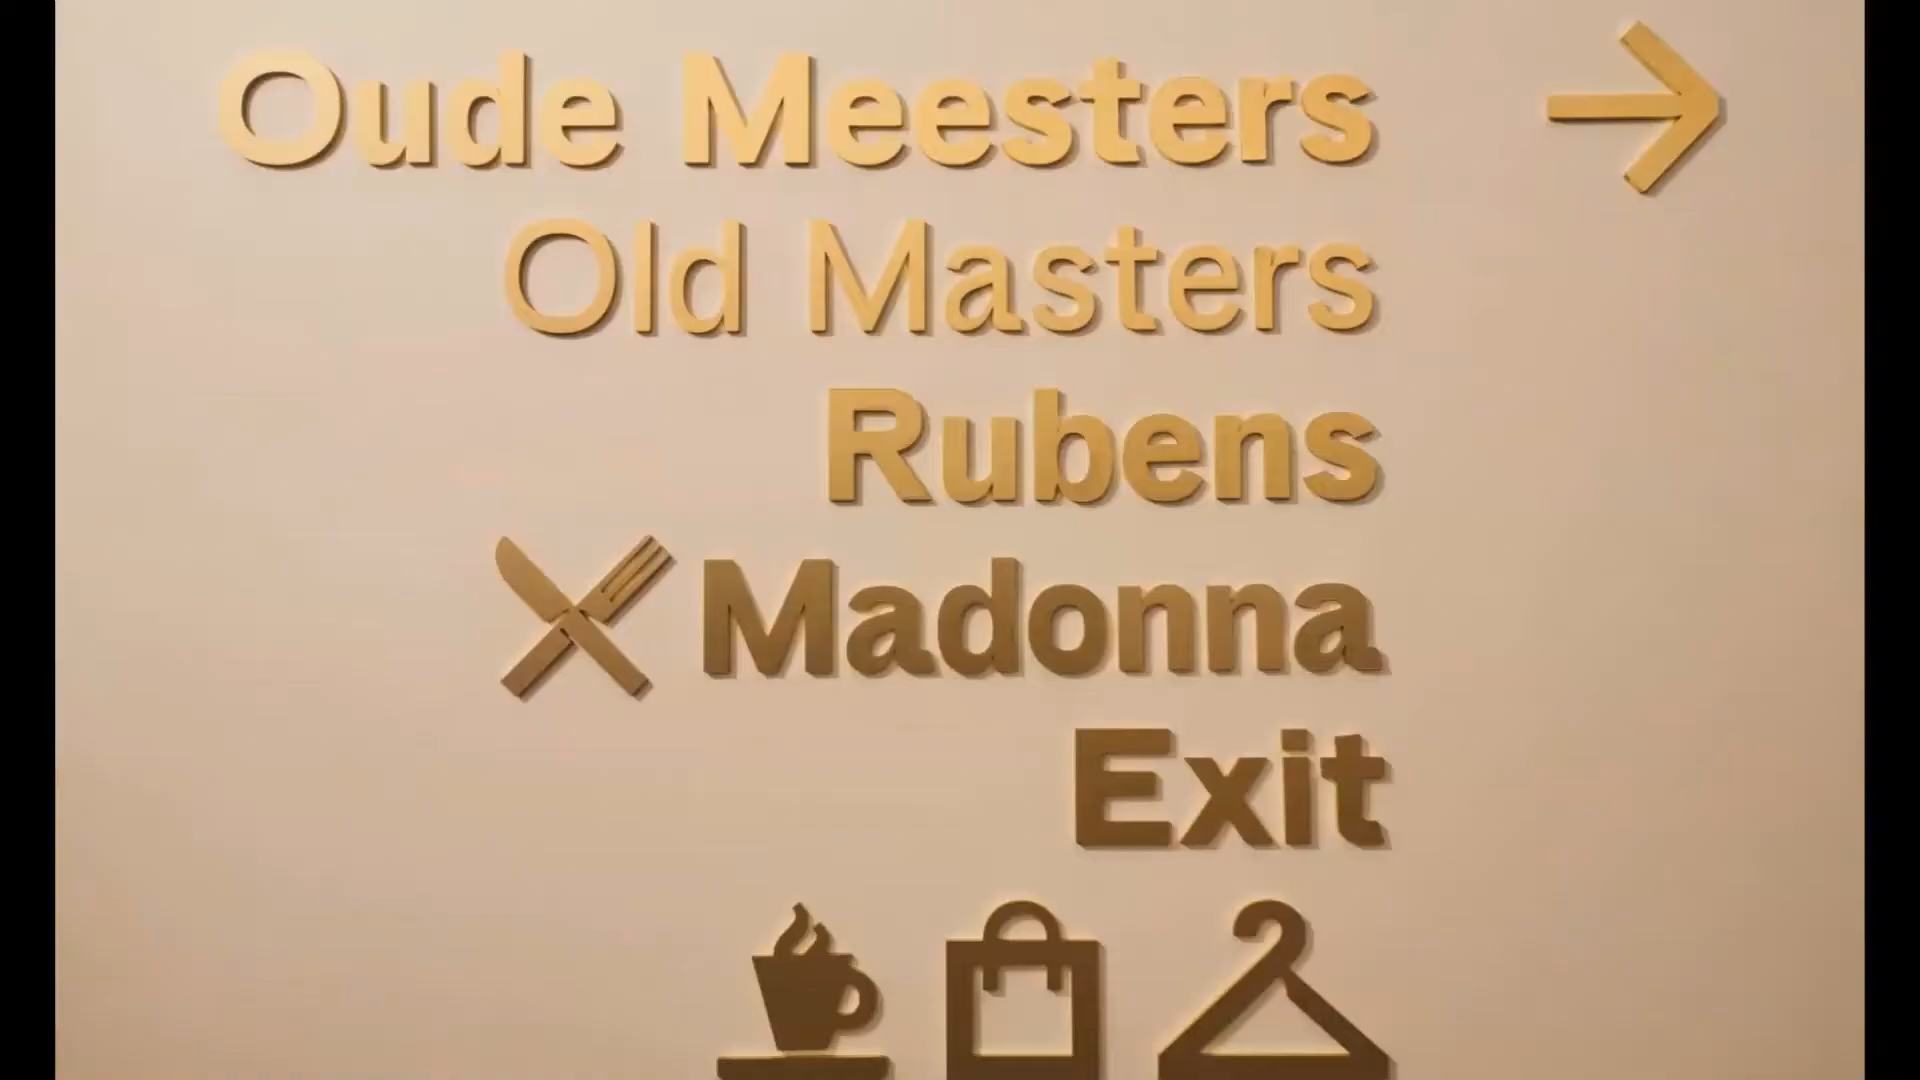 Oude Meesters
Old Masters
Rubens
Madonna
Exit